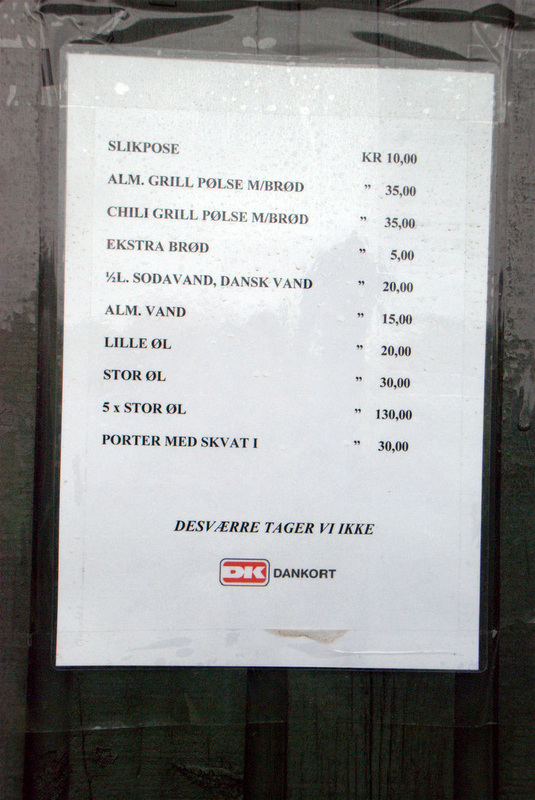 SLIKPOSE KR 10,00
ALM. GRILL PØLSE M/BRØD ” 35,00
CHILI GRILL PØLSE M/BRØD ” 35,00
EKSTRA BRØD ” 5,00
½L. SODAVAND, DANSK VAND ” 20,00
ALM. VAND ” 15,00
LILLE ØL ” 20,00
STOR ØL ” 30,00
5 x STOR ØL ” 130,00
PORTER MED SKVAT I ” 30,00
DESVÆRRE TAGER VI IKKE
DK DANKORT